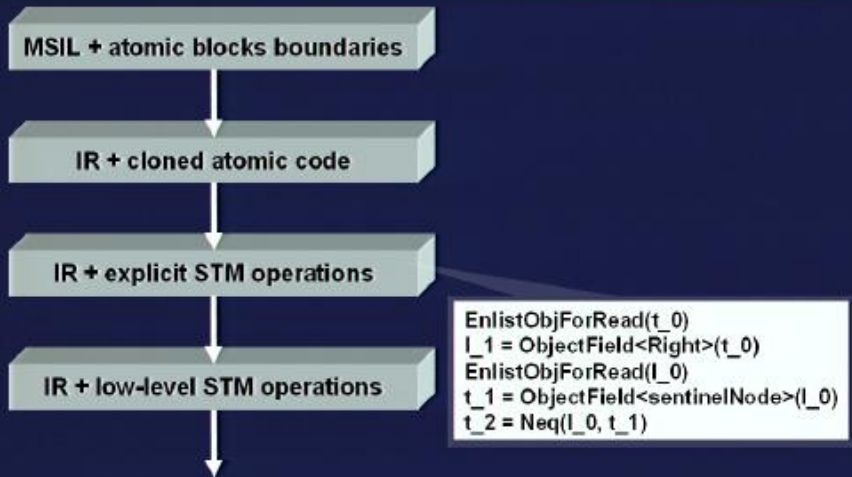 MSIL + atomic blocks boundaries
IR + cloned atomic code
IR + explicit STM operations
IR + low-level STM operations
EnlistObjForRead(t_0)
l_1 = ObjectField<Right>(t_0)
EnlistObjForRead(l_0)
t_1 = ObjectField<sentinelNode>(l_0)
t_2 = Neq(l_0, t_1)